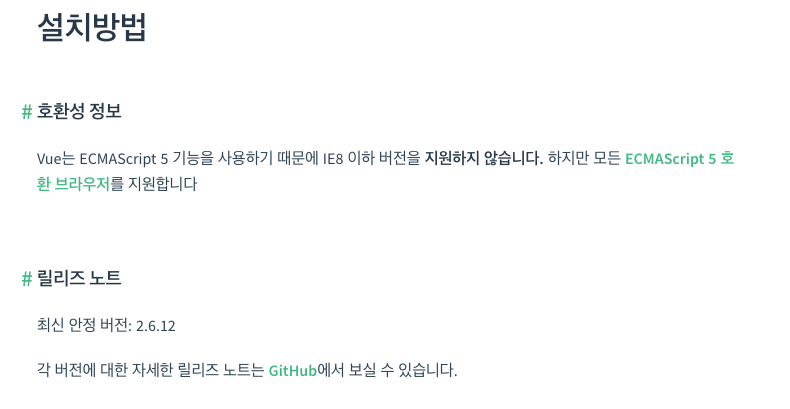 설치방법
# 호환성 정보
Vue는 ECMAScript 5 기능을 사용하기 때문에 IE8 이하 버전을 지원하지 않습니다. 하지만 모든 ECMAScript 5 호
환 브라우저를 지원합니다
# 릴리즈 노트
최신 안정 버전: 2.6.12
각 버전에 대한 자세한 릴리즈 노트는 GitHub에서 보실 수 있습니다.